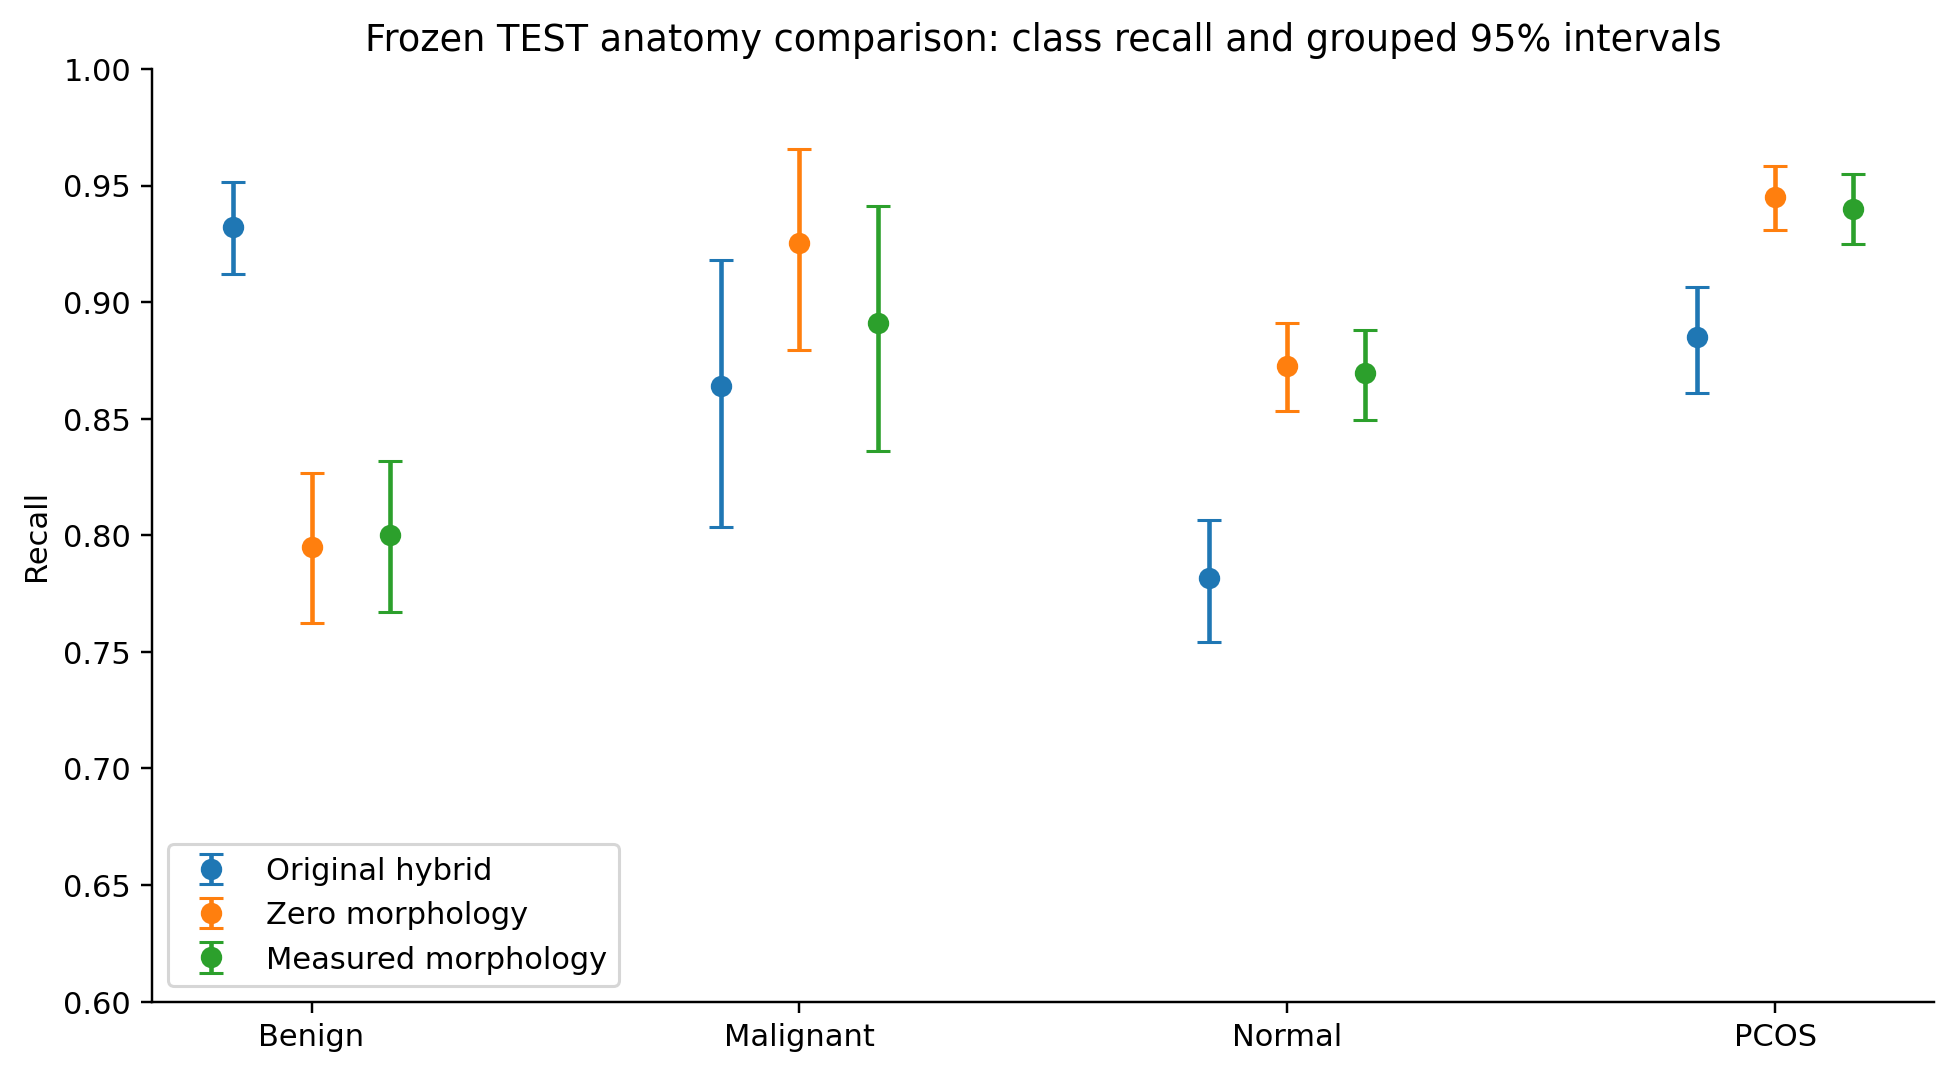 Frozen TEST anatomy comparison: class recall and grouped 95% intervals
1.00
0.95
0.90
0.85
0.80
0.75
0.70
0.65
0.60
Recall
Original hybrid
Zero morphology
Measured morphology
Benign
Malignant
Normal
PCOS